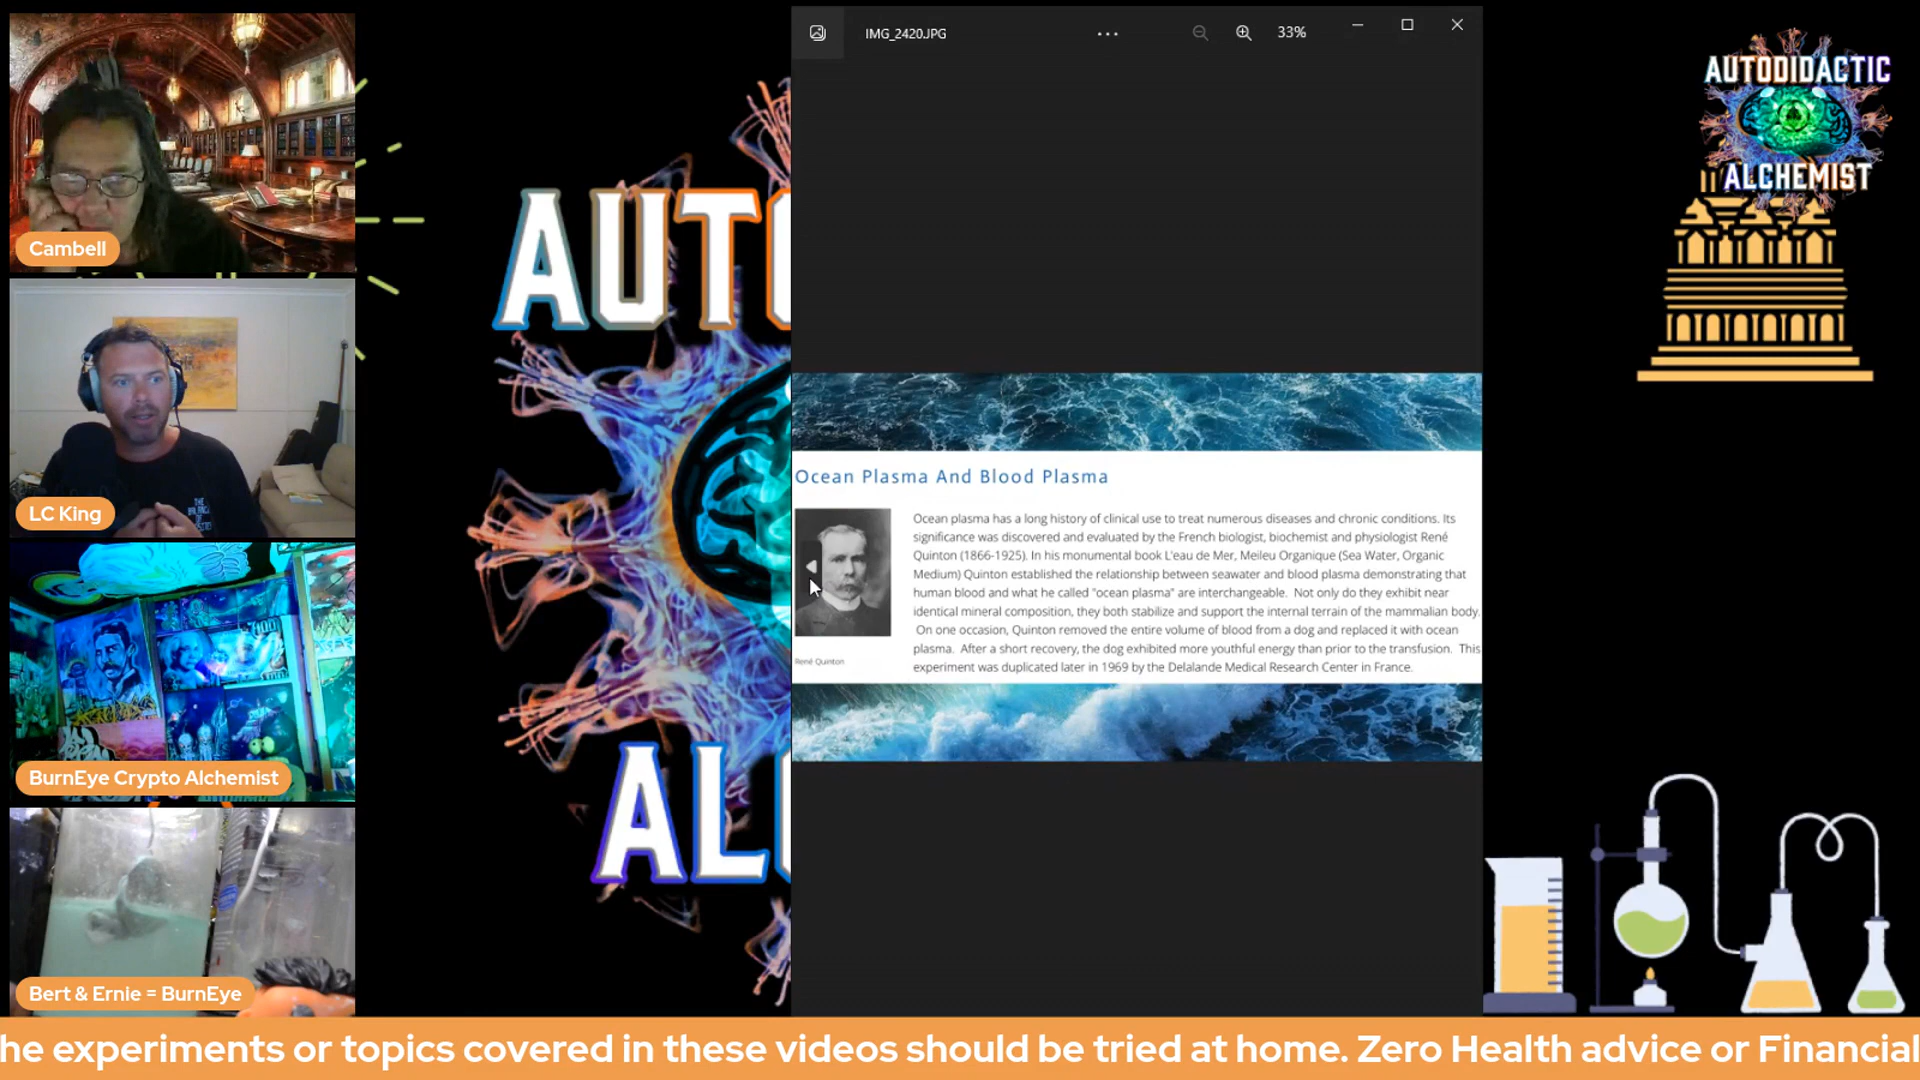 Cambell
LC King
BurnEye Crypto Alchemist
Bert & Ernie = BurnEye
AUTO
AL
IMG_2420.JPG
33%
Ocean Plasma And Blood Plasma
René Quinton
Ocean plasma has a long history of clinical use to treat numerous diseases and chronic conditions. Its
significance was discovered and evaluated by the French biologist, biochemist and physiologist René
Quinton (1866-1925). In his monumental book L'eau de Mer, Meileu Organique (Sea Water, Organic
Medium) Quinton established the relationship between seawater and blood plasma demonstrating that
human blood and what he called "ocean plasma" are interchangeable. Not only do they exhibit near
identical mineral composition, they both stabilize and support the internal terrain of the mammalian body.
On one occasion, Quinton removed the entire volume of blood from a dog and replaced it with ocean
plasma. After a short recovery, the dog exhibited more youthful energy than prior to the transfusion. This
experiment was duplicated later in 1969 by the Delalande Medical Research Center in France.
AUTODIDACTIC
ALCHEMIST
he experiments or topics covered in these videos should be tried at home. Zero Health advice or Financial